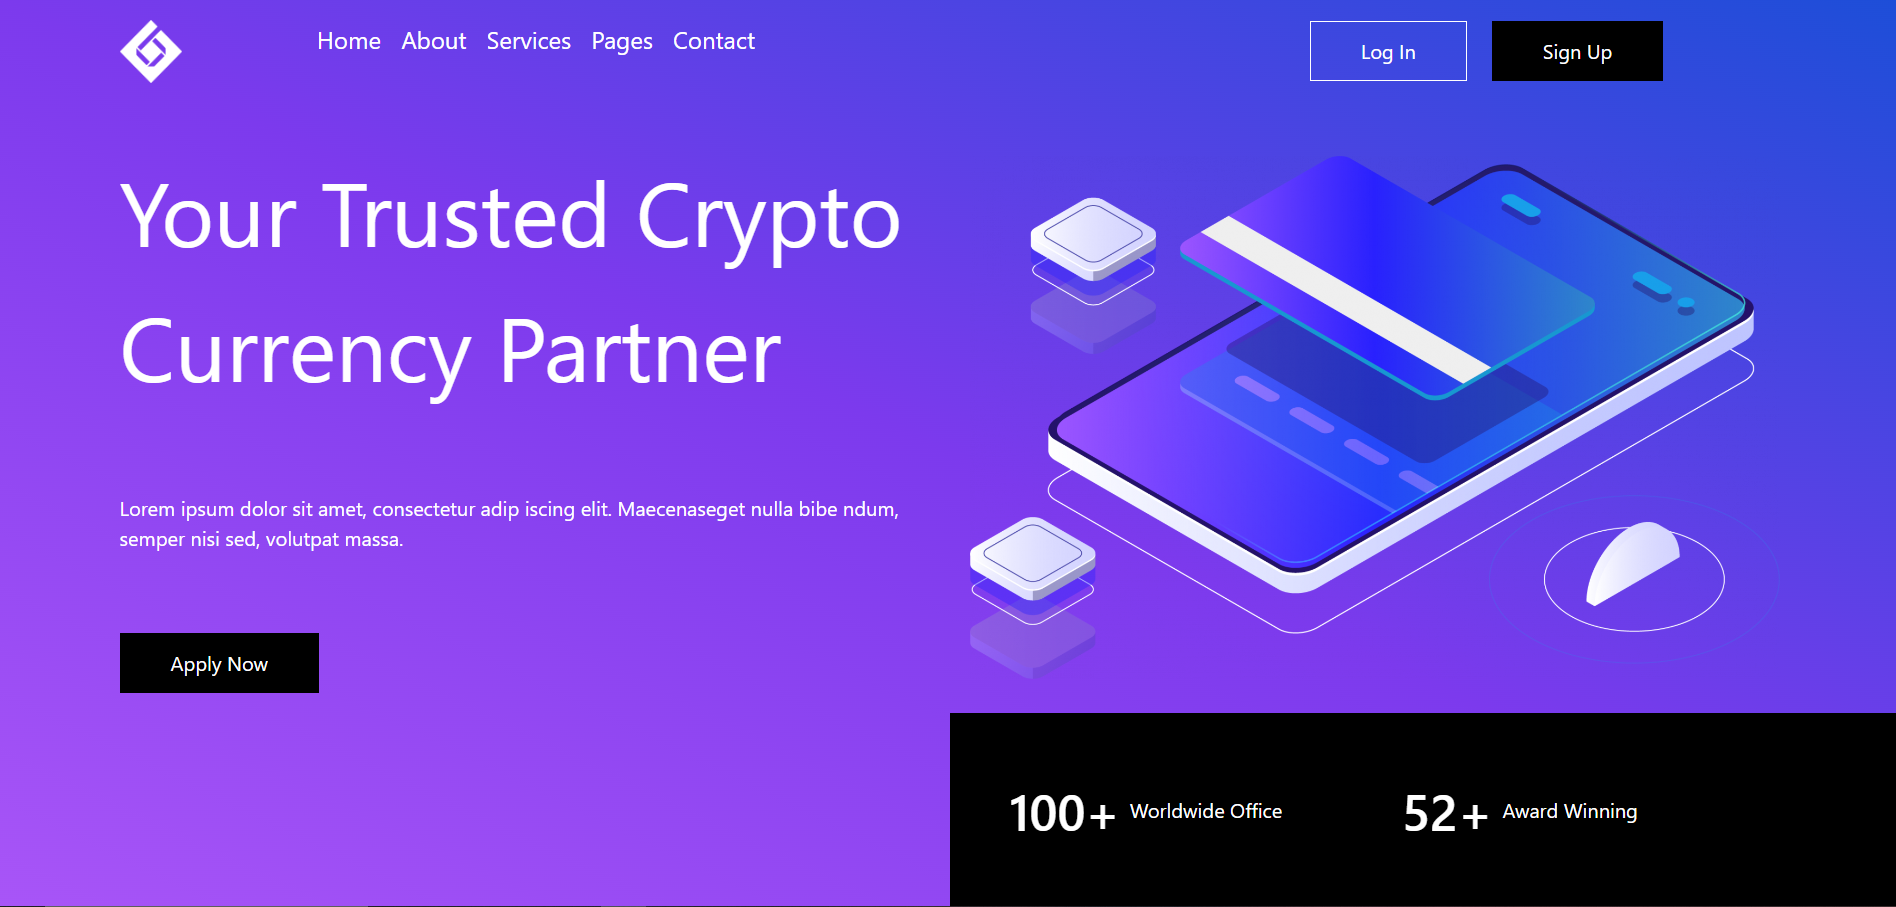 Home About Services Pages Contact
Log In
Sign Up
Your Trusted Crypto
Currency Partner
Lorem ipsum dolor sit amet, consectetur adip iscing elit. Maecenaseget nulla bibe ndum,
semper nisi sed, volutpat massa.
Apply Now
100+ Worldwide Office
52+ Award Winning